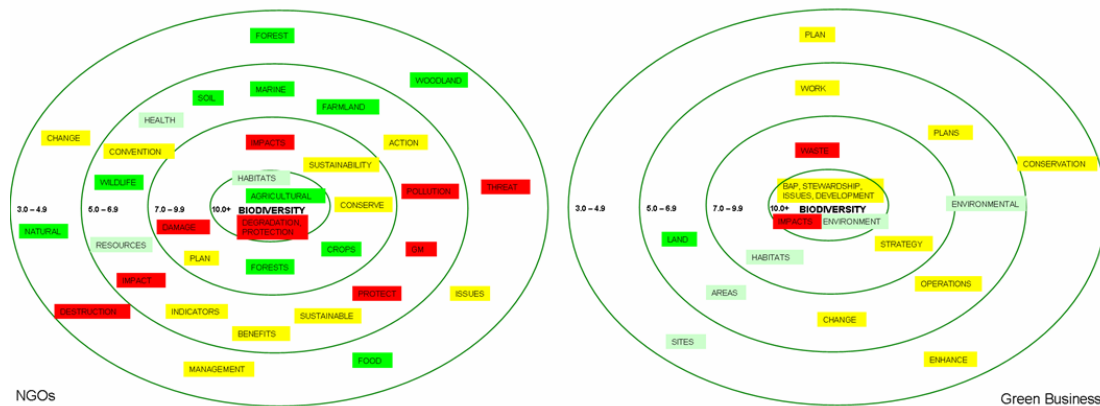 FOREST
WOODLAND
MARINE
SOIL
FARMLAND
HEALTH
CHANGE
IMPACTS
ACTION
CONVENTION
SUSTAINABILITY
HABITATS
WILDLIFE
POLLUTION
THREAT
AGRICULTURAL
CONSERVE
3.0 – 4.9
5.0 – 6.9
7.0 – 9.9
10.0+
BIODIVERSITY
NATURAL
DAMAGE
DEGRADATION,
PROTECTION
RESOURCES
CROPS
GM
PLAN
FORESTS
IMPACT
PROTECT
ISSUES
DESTRUCTION
INDICATORS
SUSTAINABLE
BENEFITS
FOOD
MANAGEMENT
NGOs
PLAN
WORK
PLANS
WASTE
CONSERVATION
BAP, STEWARDSHIP,
ISSUES, DEVELOPMENT
ENVIRONMENTAL
3.0 – 4.9
5.0 – 6.9
7.0 – 9.9
10.0+
BIODIVERSITY
IMPACTS
ENVIRONMENT
LAND
STRATEGY
HABITATS
OPERATIONS
AREAS
CHANGE
SITES
ENHANCE
Green Business